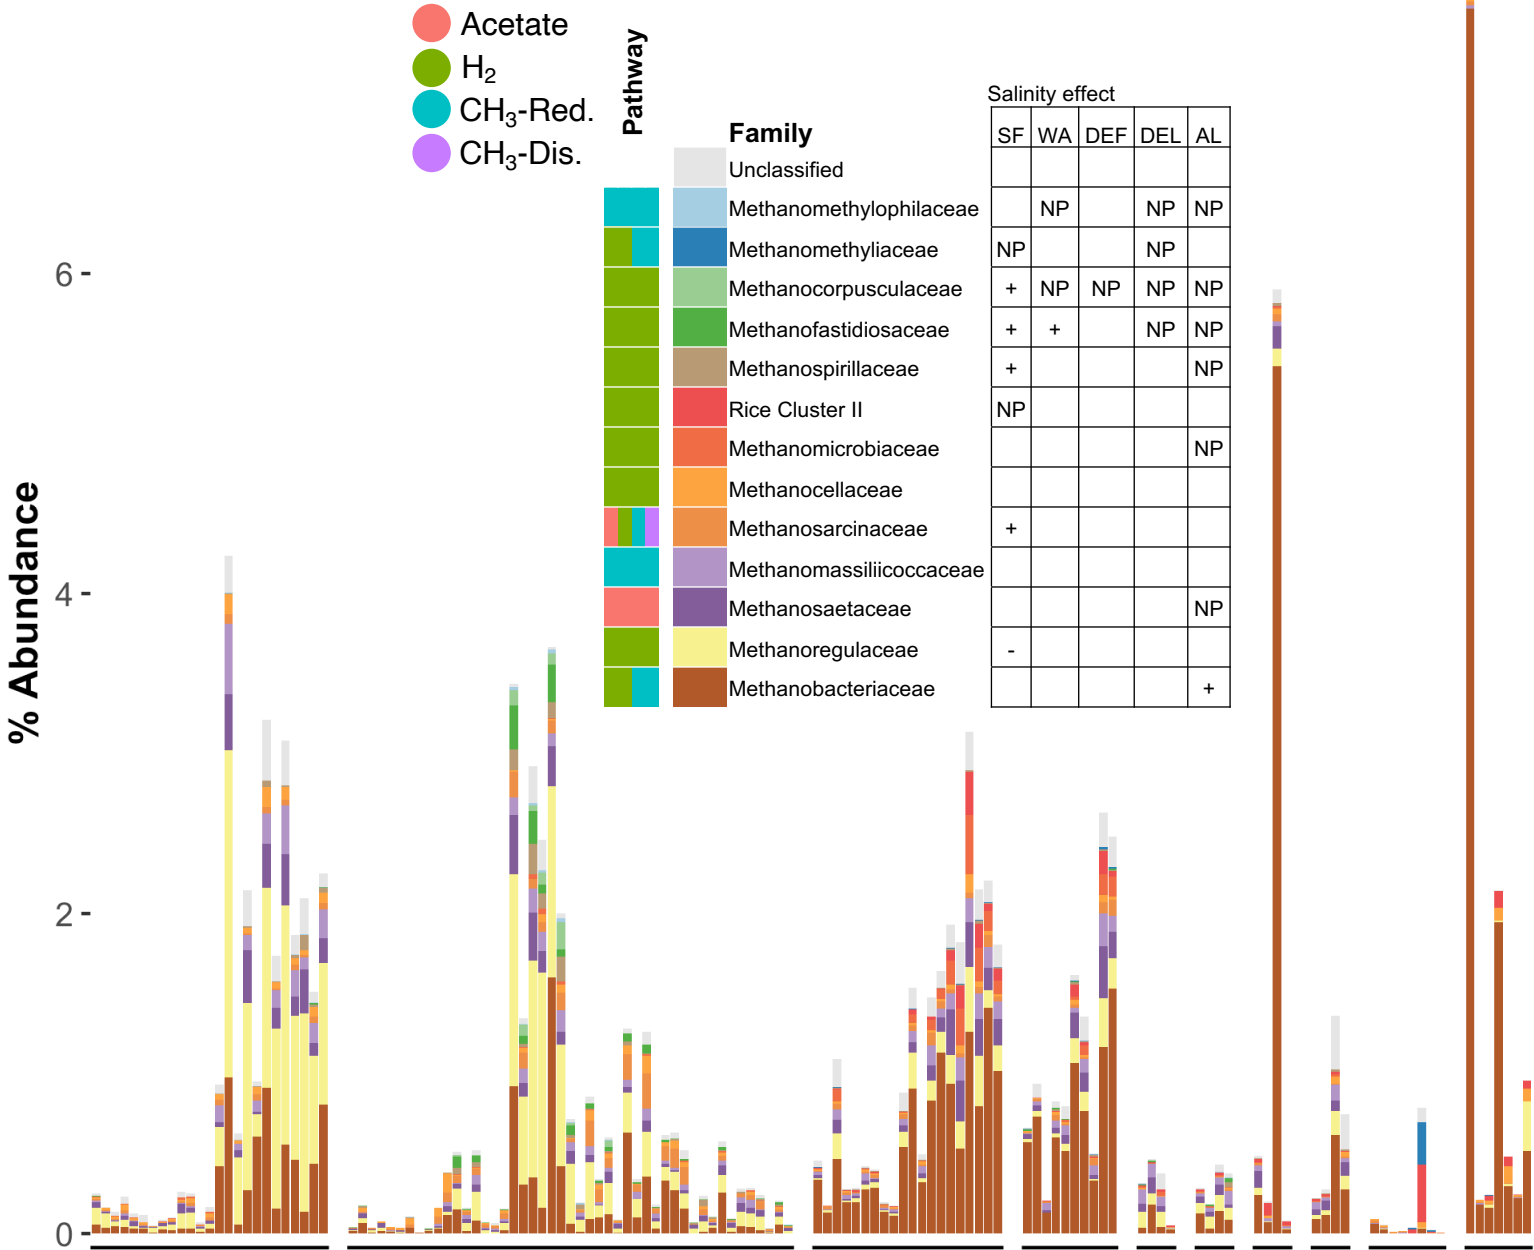 Acetate
H2
CH3-Red.
CH3-Dis.
Pathway
Family
Salinity effect
SF WA DEF DEL AL
Unclassified
Methanomethylophilaceae NP NP NP
Methanomethyliaceae NP NP
Methanocorpusculaceae + NP NP NP NP
Methanofastidiosaceae + + NP NP
Methanospirillaceae + NP
Rice Cluster II NP
Methanomicrobiaceae NP
Methanocellaceae
Methanosarcinaceae +
Methanomassiliicoccaceae
Methanosaetaceae NP
Methanoregulaceae -
Methanobacteriaceae +
% Abundance
6
4
2
0